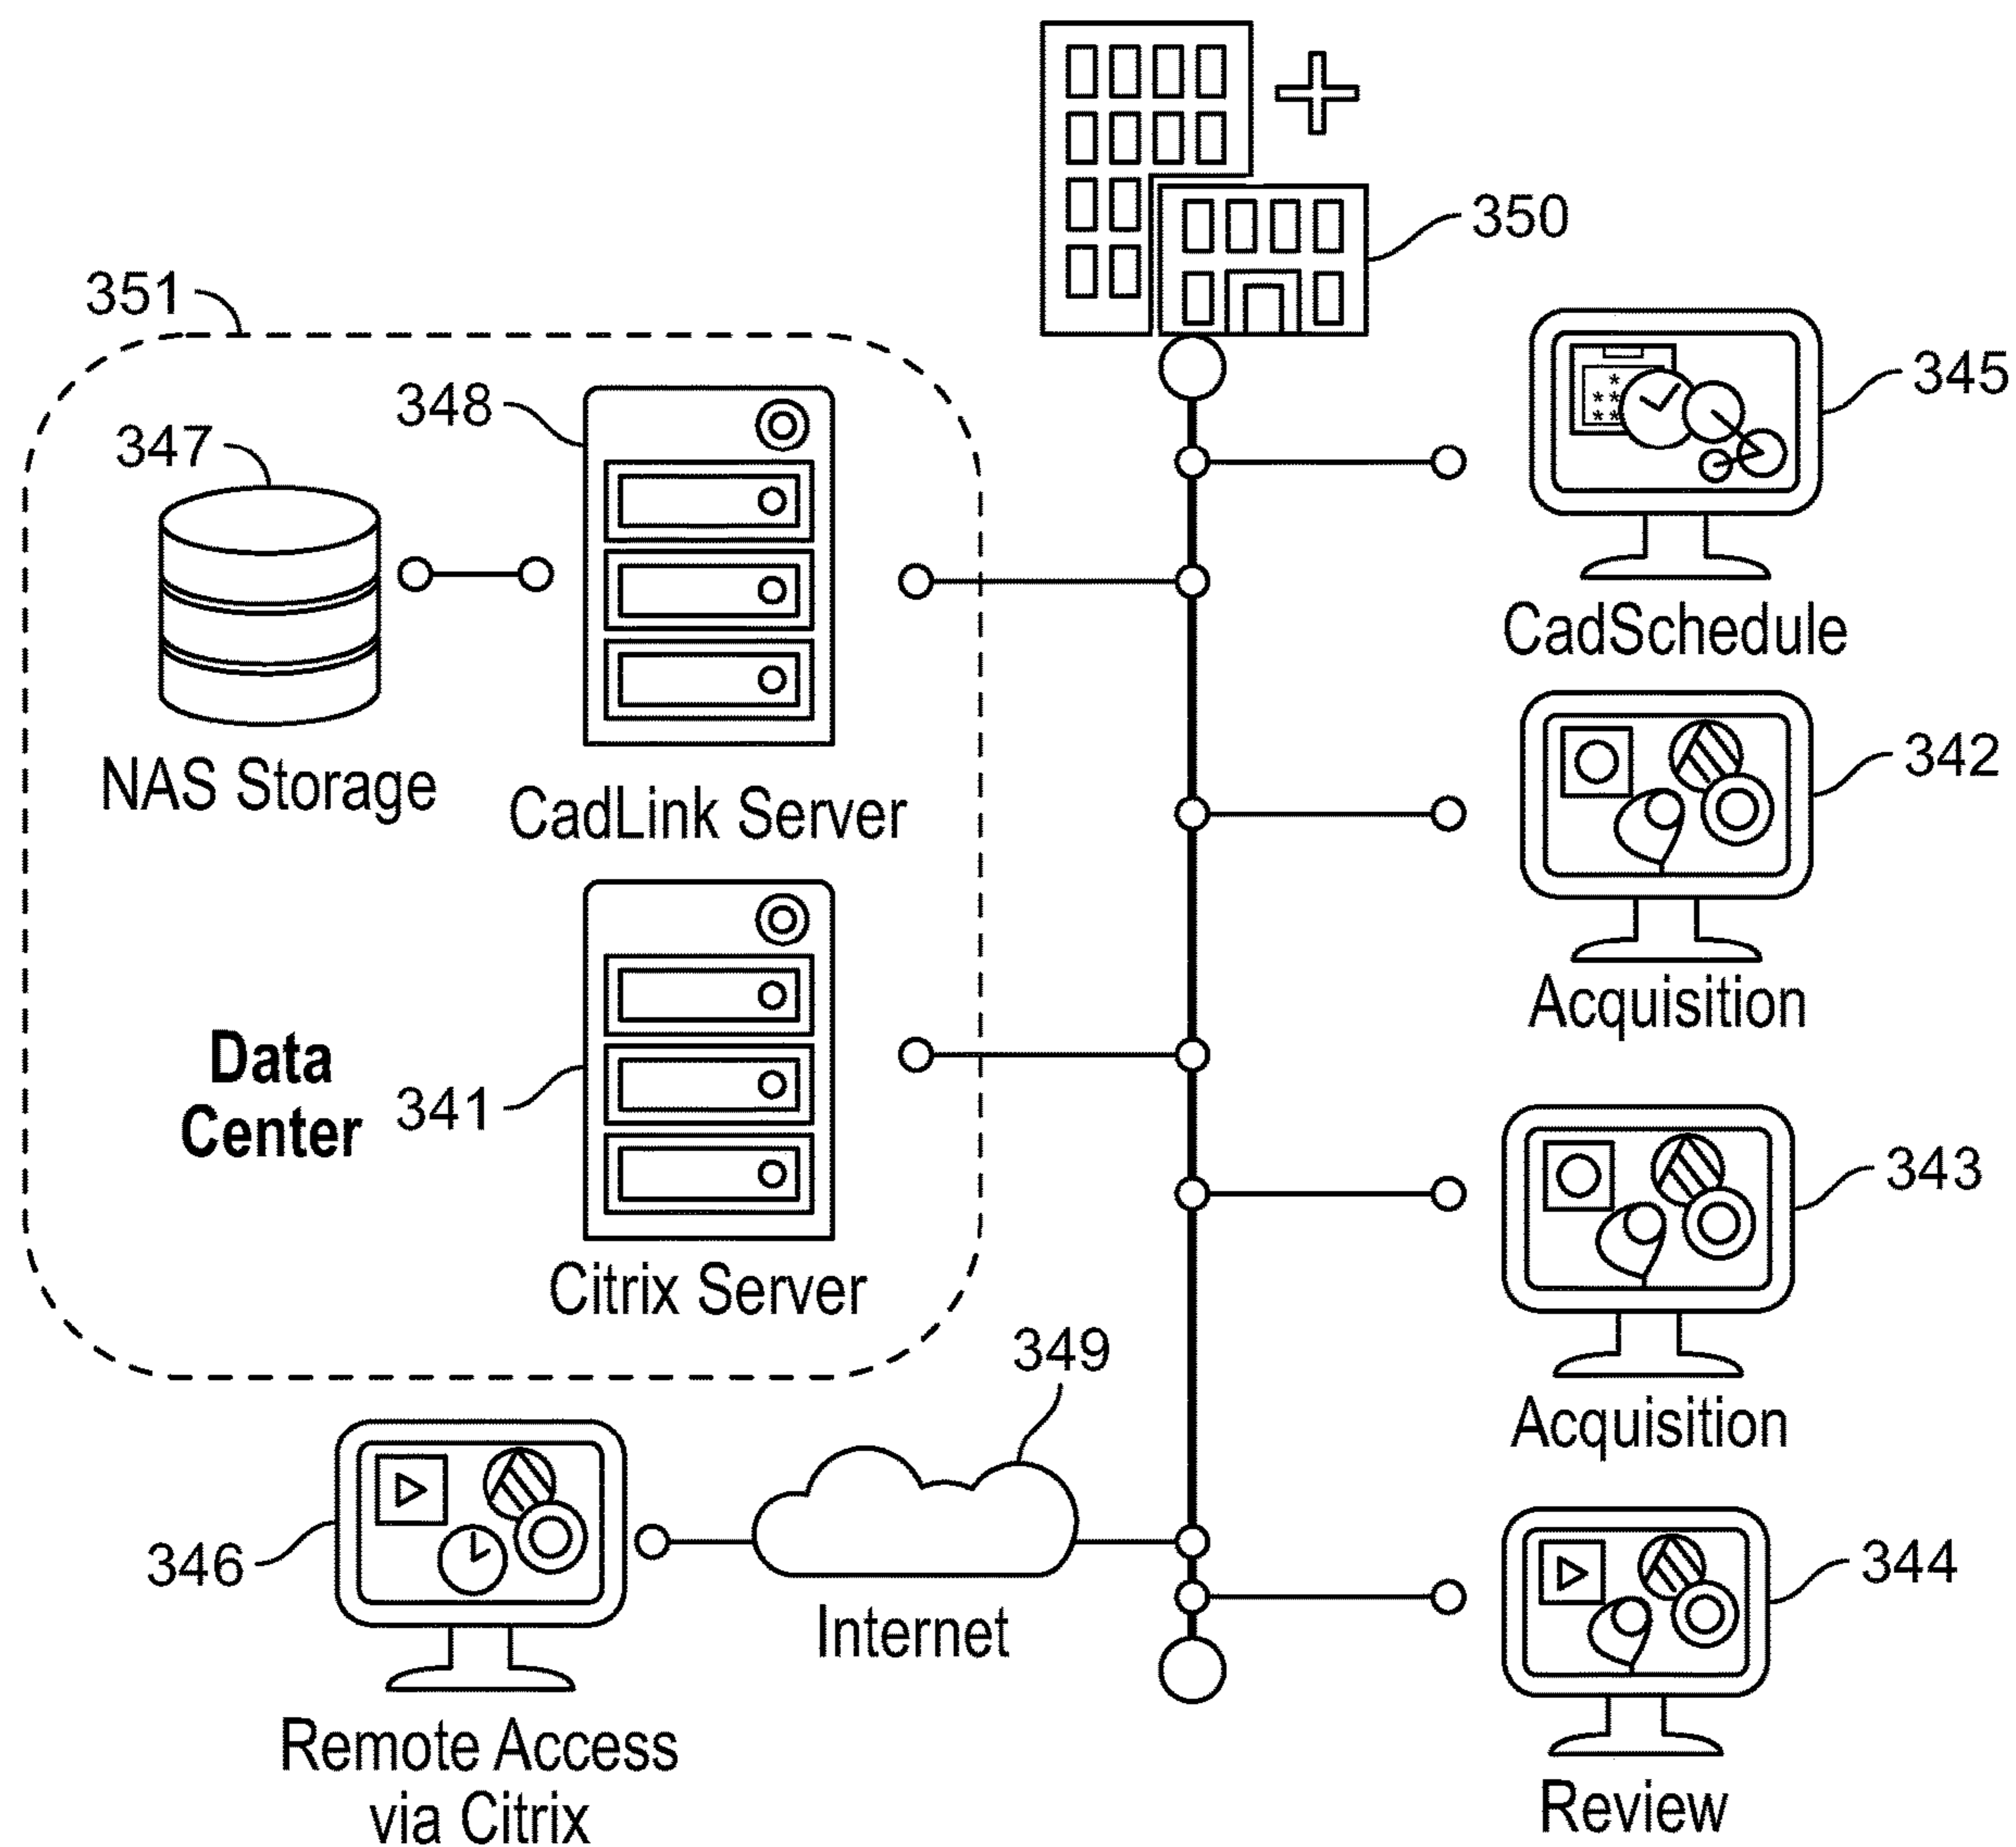 350
351
345
348
347
CadSchedule
342
NAS Storage
CadLink Server
Acquisition
Data
Center
341
343
Citrix Server
349
Acquisition
346
344
Internet
Remote Access
via Citrix
Review